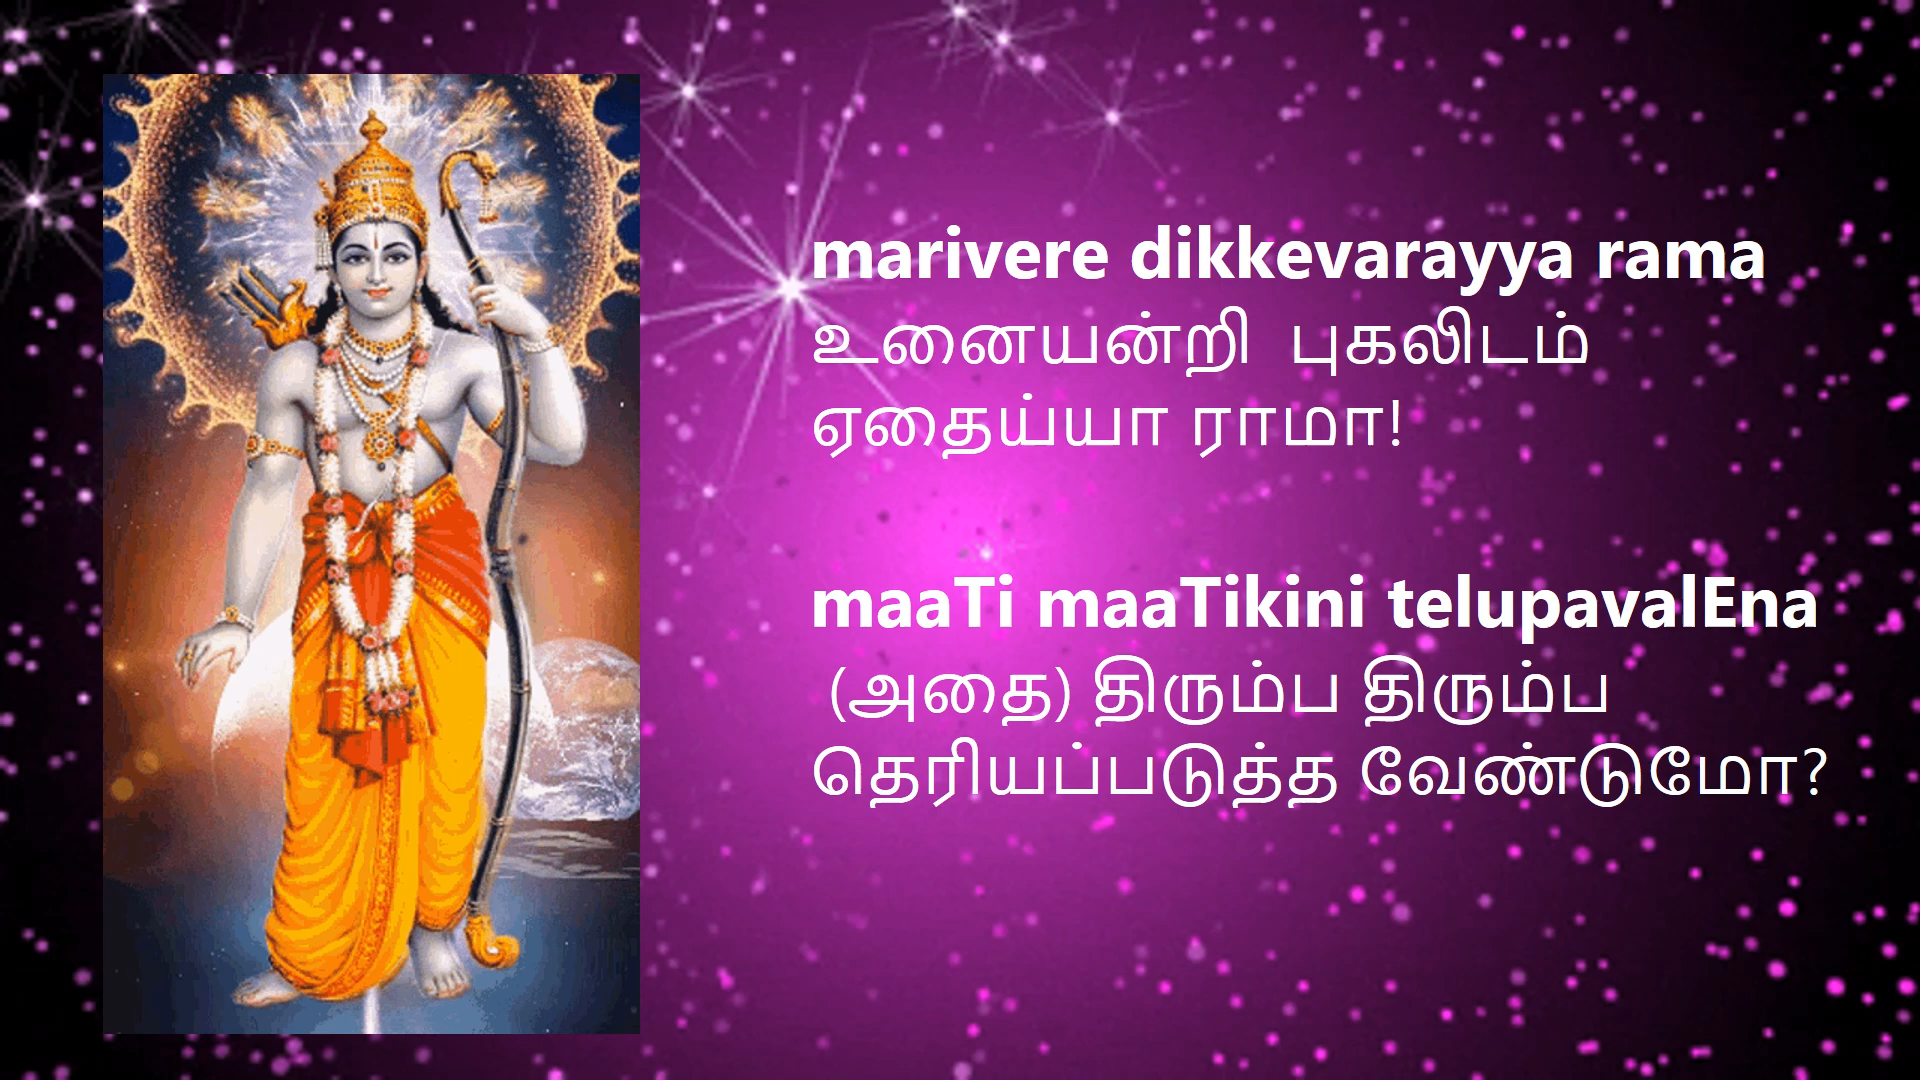 marivere dikkevarayya rama
உனையன்றி புகலிடம்
ஏதைய்யா ராமா!
maaTi maaTikini telupavalEna
(அதை) திரும்ப திரும்ப
தெரியப்படுத்த வேண்டுமோ?